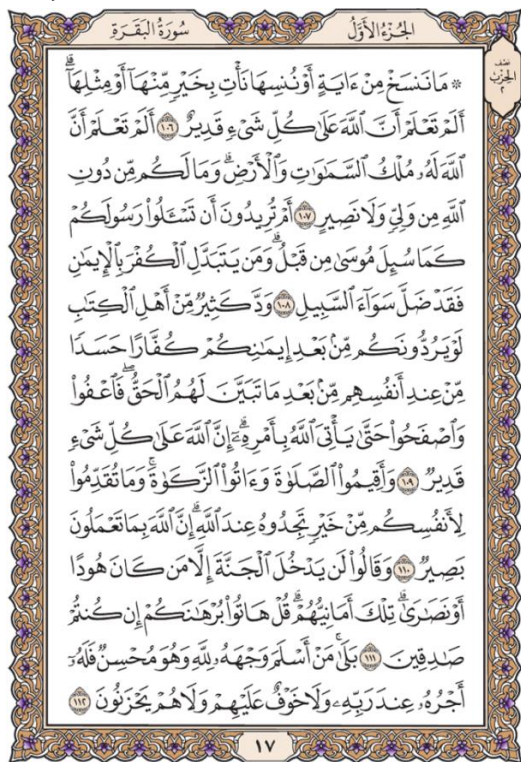 الجُزْءُ الأَوَّلُ
سُورَةُ البَقَرَةِ
نصف
الحزب
٢
۞ مَا نَنسَخْ مِنْ ءَايَةٍ أَوْ نُنسِهَا نَأْتِ بِخَيْرٍ مِّنْهَآ أَوْ مِثْلِهَآۗ
أَلَمْ تَعْلَمْ أَنَّ ٱللَّهَ عَلَىٰ كُلِّ شَىْءٍ قَدِيرٌ ١٠٦ أَلَمْ تَعْلَمْ أَنَّ
ٱللَّهَ لَهُۥ مُلْكُ ٱلسَّمَٰوَٰتِ وَٱلْأَرْضِۗ وَمَا لَكُم مِّن دُونِ
ٱللَّهِ مِن وَلِىٍّ وَلَا نَصِيرٍ ١٠٧ أَمْ تُرِيدُونَ أَن تَسْـَٔلُوا۟ رَسُولَكُمْ
كَمَا سُئِلَ مُوسَىٰ مِن قَبْلُۗ وَمَن يَتَبَدَّلِ ٱلْكُفْرَ بِٱلْإِيمَٰنِ
فَقَدْ ضَلَّ سَوَآءَ ٱلسَّبِيلِ ١٠٨ وَدَّ كَثِيرٌ مِّنْ أَهْلِ ٱلْكِتَٰبِ
لَوْ يَرُدُّونَكُم مِّنۢ بَعْدِ إِيمَٰنِكُمْ كُفَّارًا حَسَدًا
مِّنْ عِندِ أَنفُسِهِم مِّنۢ بَعْدِ مَا تَبَيَّنَ لَهُمُ ٱلْحَقُّۖ فَٱعْفُوا۟
وَٱصْفَحُوا۟ حَتَّىٰ يَأْتِىَ ٱللَّهُ بِأَمْرِهِۦٓۗ إِنَّ ٱللَّهَ عَلَىٰ كُلِّ شَىْءٍ
قَدِيرٌ ١٠٩ وَأَقِيمُوا۟ ٱلصَّلَوٰةَ وَءَاتُوا۟ ٱلزَّكَوٰةَۚ وَمَا تُقَدِّمُوا۟
لِأَنفُسِكُم مِّنْ خَيْرٍ تَجِدُوهُ عِندَ ٱللَّهِۗ إِنَّ ٱللَّهَ بِمَا تَعْمَلُونَ
بَصِيرٌ ١١٠ وَقَالُوا۟ لَن يَدْخُلَ ٱلْجَنَّةَ إِلَّا مَن كَانَ هُودًا
أَوْ نَصَٰرَىٰۗ تِلْكَ أَمَانِيُّهُمْۗ قُلْ هَاتُوا۟ بُرْهَٰنَكُمْ إِن كُنتُمْ
صَٰدِقِينَ ١١١ بَلَىٰۚ مَنْ أَسْلَمَ وَجْهَهُۥ لِلَّهِ وَهُوَ مُحْسِنٌ فَلَهُۥٓ
أَجْرُهُۥ عِندَ رَبِّهِۦ وَلَا خَوْفٌ عَلَيْهِمْ وَلَا هُمْ يَحْزَنُونَ ١١٢
١٧